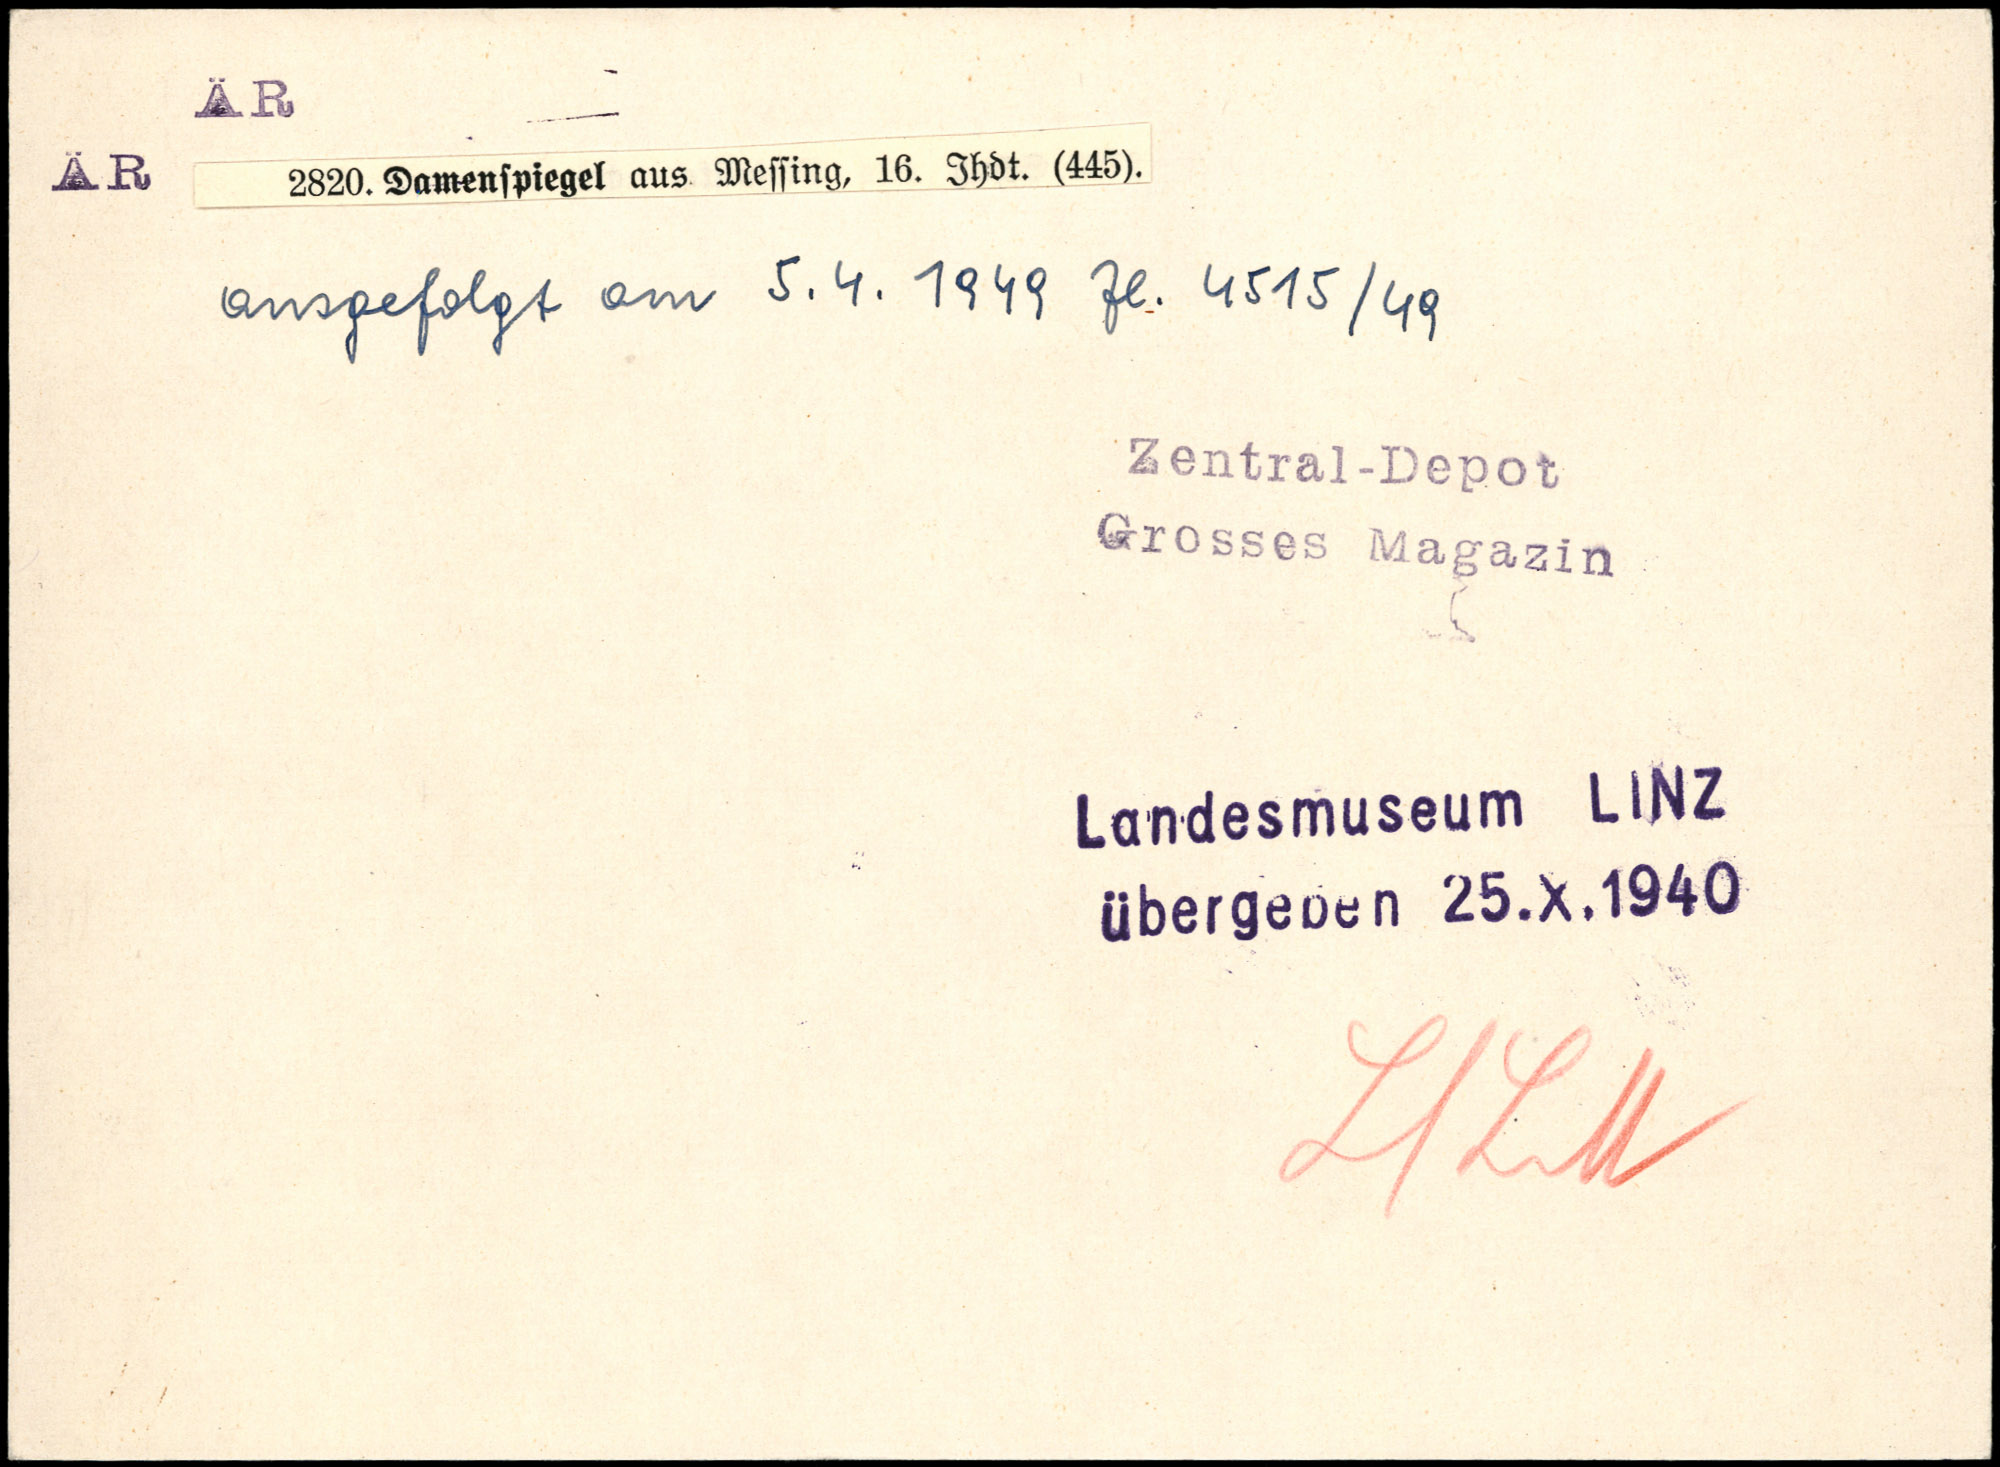 ÄR
ÄR 2820. Damenspiegel aus Messing, 16. Jhdt. (445).
ausgefolgt am 5.4.1949 Zl. 4515/49
Zentral-Depot
Grosses Magazin
Landesmuseum LINZ
übergeben 25.X.1940